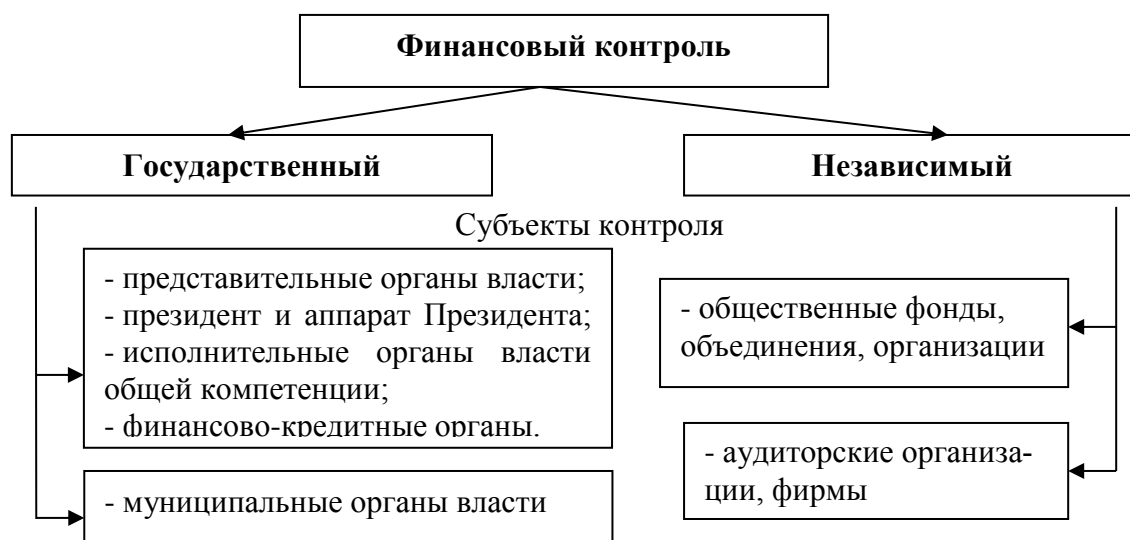 Финансовый контроль
Государственный
Независимый
Субъекты контроля
- представительные органы власти;
- президент и аппарат Президента;
- исполнительные органы власти
общей компетенции;
- финансово-кредитные органы.
- муниципальные органы власти
- общественные фонды,
объединения, организации
- аудиторские организа-
ции, фирмы